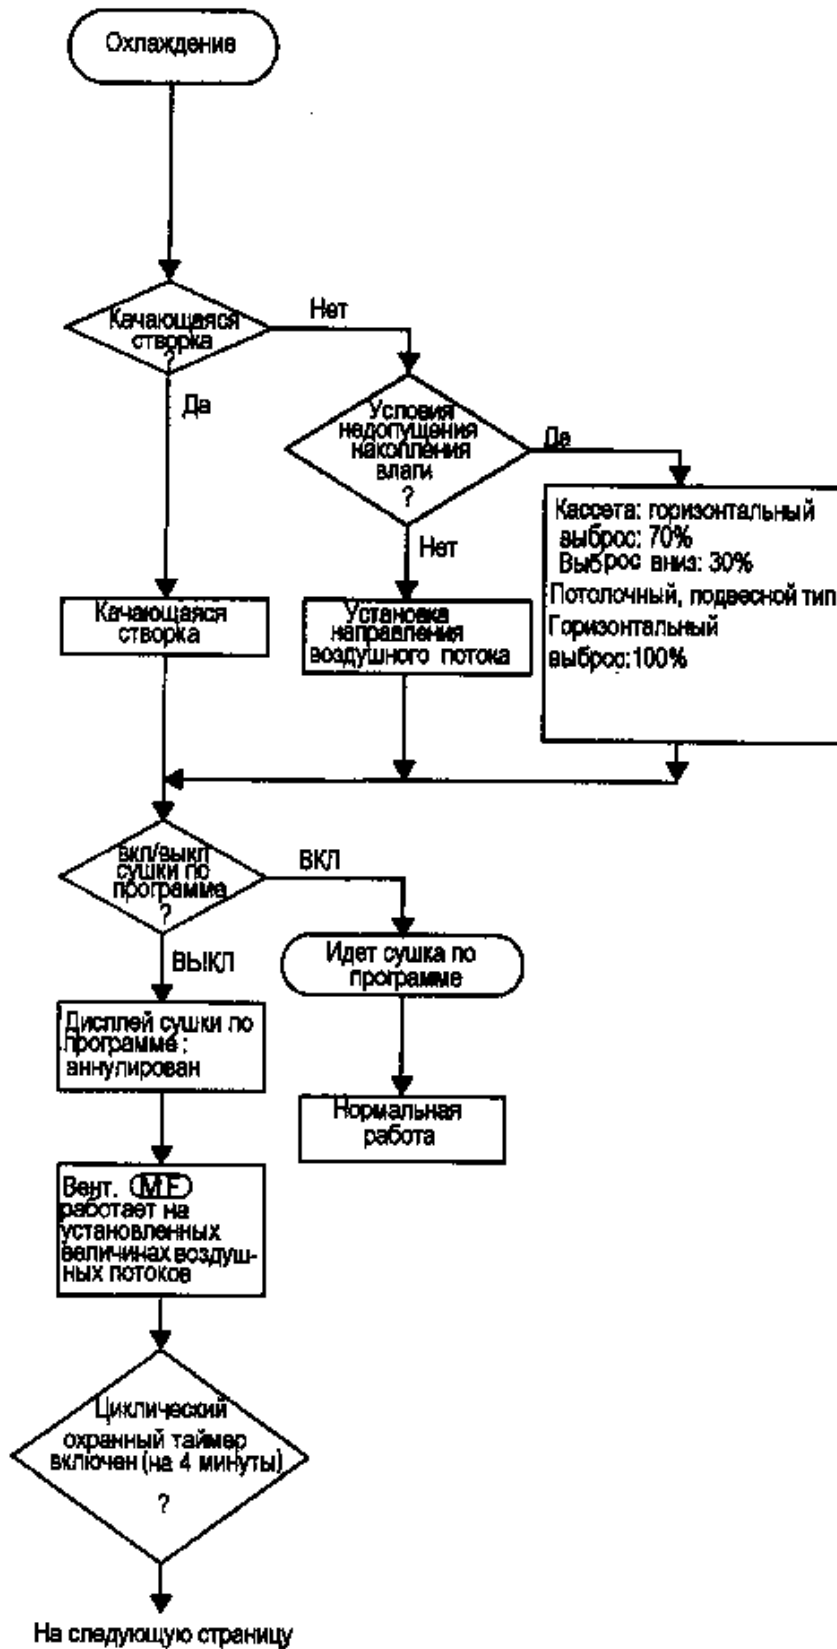 Охлаждение
Качающаяся
створка
?
Нет
Да
Условия
недопущения
накопления
влаги
?
Да
Нет
Кассета: горизонтальный
выброс: 70%
Выброс вниз: 30%
Потолочный, подвесной тип
Горизонтальный
выброс:100%
Качающаяся
створка
Установка
направления
воздушного потока
вкл/выкл
сушки по
программе
?
ВКЛ
ВЫКЛ
Идет сушка по
программе
Дисплей сушки по
программе:
аннулирован
Нормальная
работа
Вент. MF
работает на
установленных
величинах воздуш-
ных потоков
Циклический
охранный таймер
включен (на 4 минуты)
?
На следующую страницу